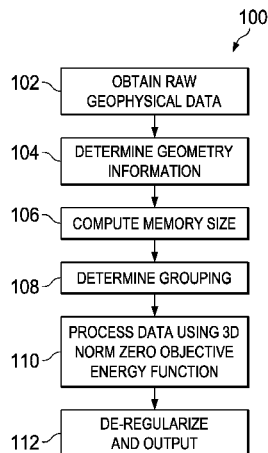 100
102
OBTAIN RAW
GEOPHYSICAL DATA
104
DETERMINE GEOMETRY
INFORMATION
106
COMPUTE MEMORY SIZE
108
DETERMINE GROUPING
110
PROCESS DATA USING 3D
NORM ZERO OBJECTIVE
ENERGY FUNCTION
112
DE-REGULARIZE
AND OUTPUT